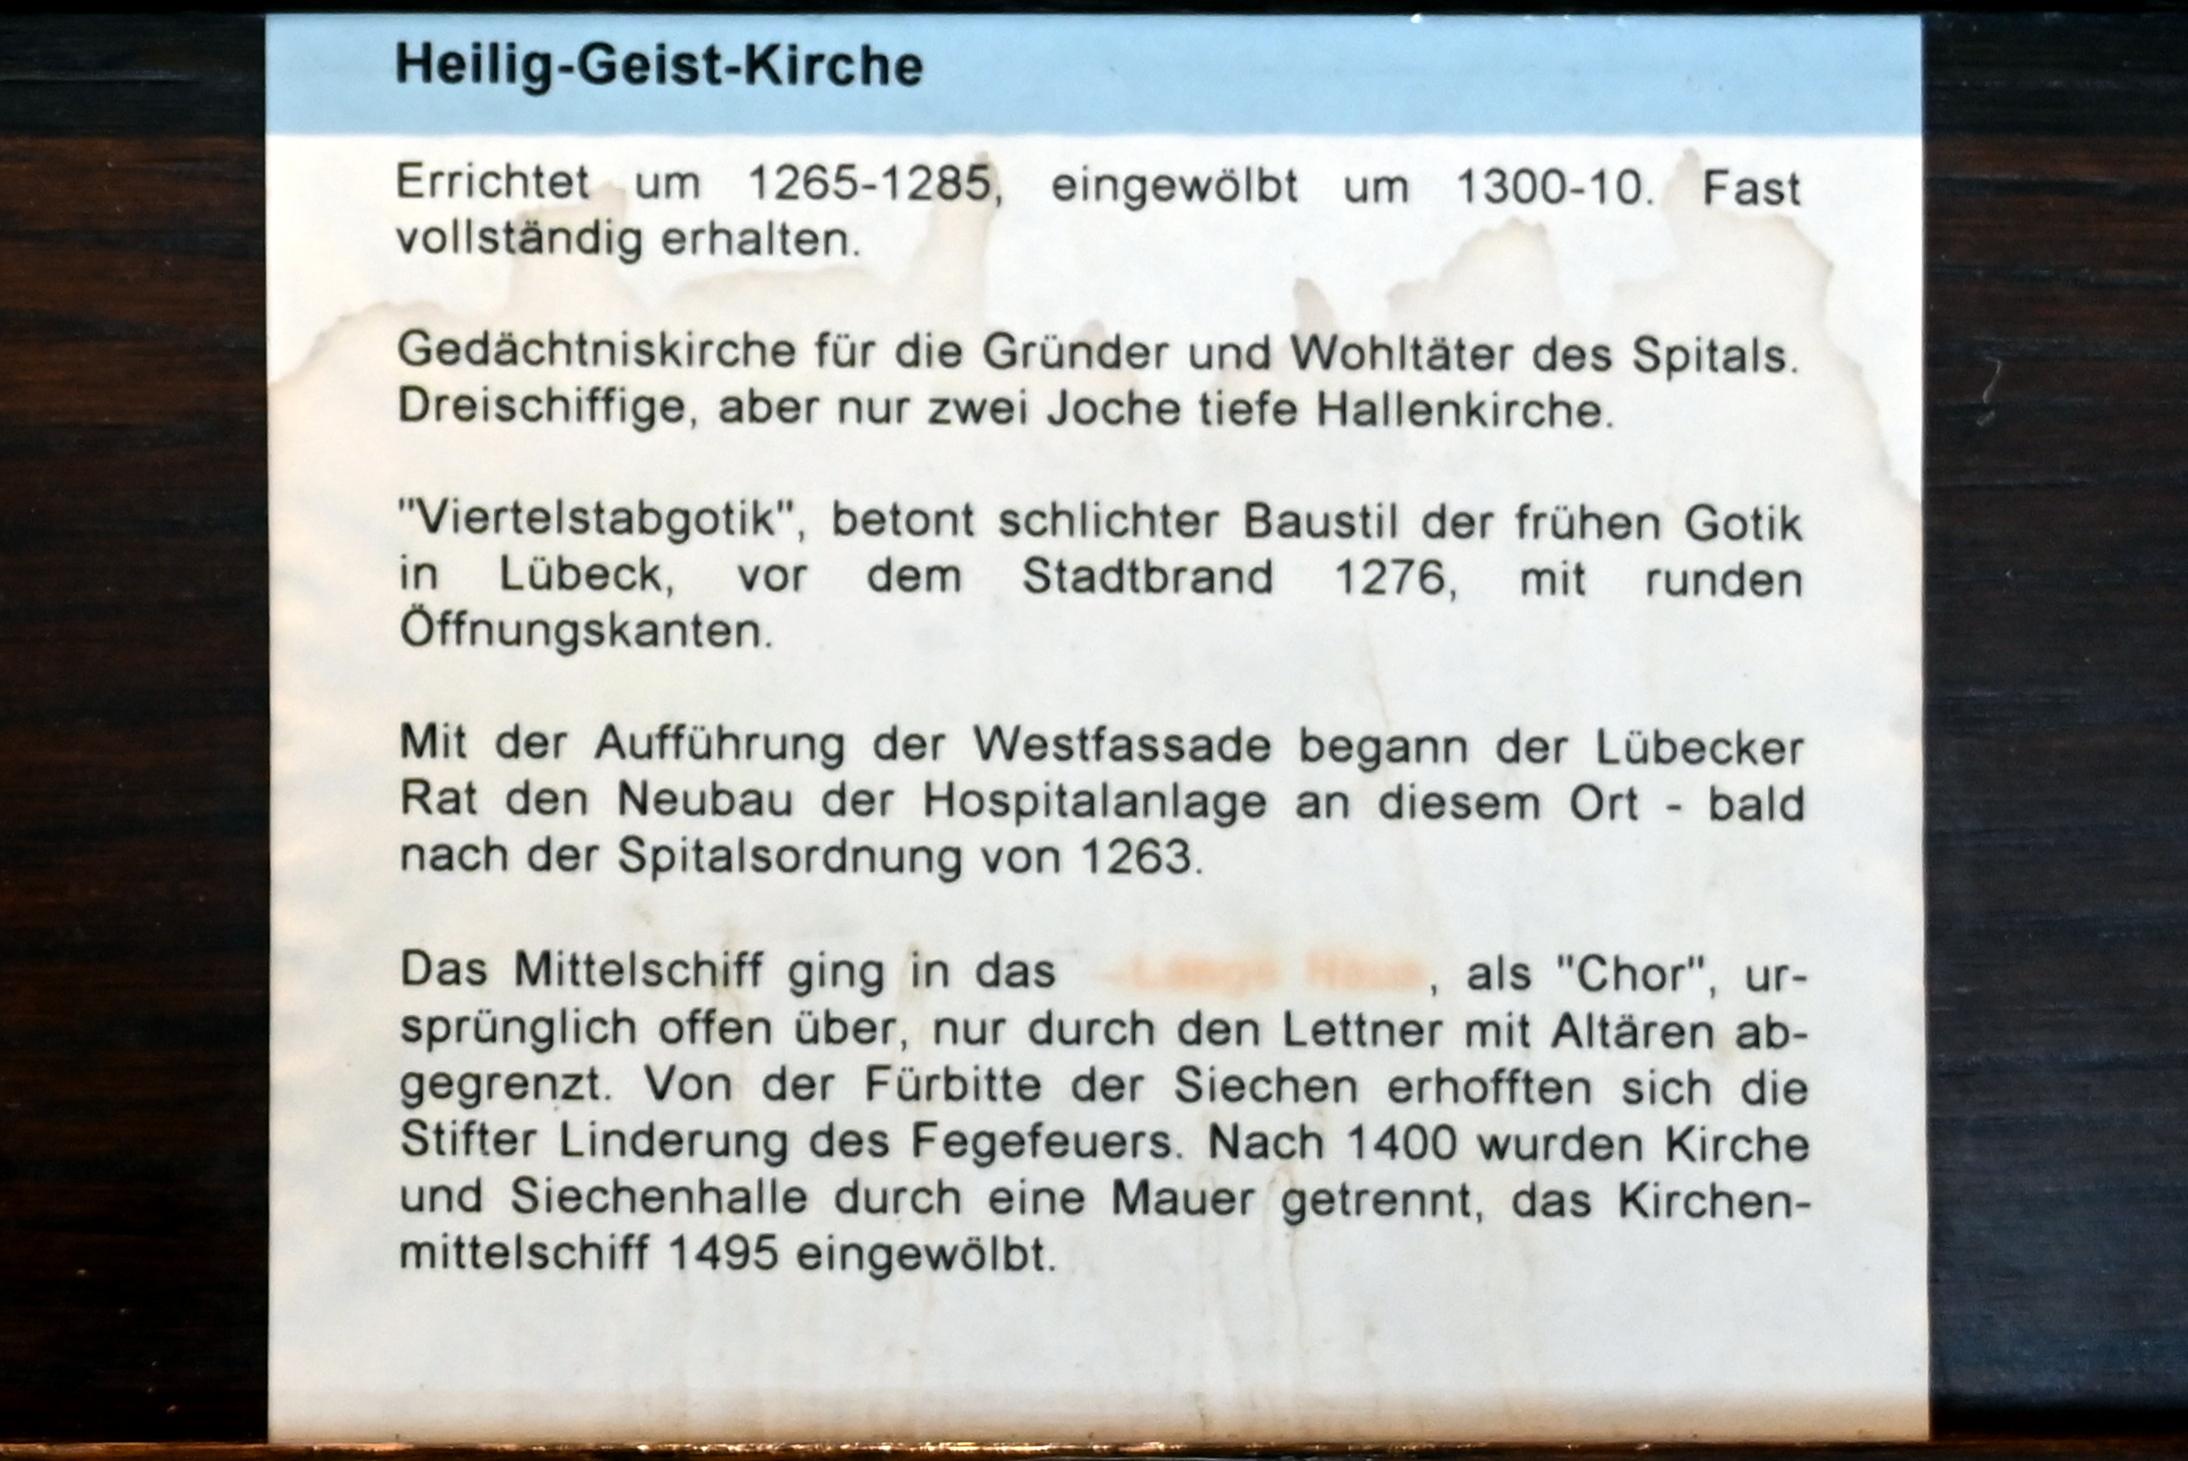 Heilig-Geist-Kirche
Errichtet um 1265-1285, eingewölbt um 1300-10. Fast
vollständig erhalten.
Gedächtniskirche für die Gründer und Wohltäter des Spitals.
Dreischiffige, aber nur zwei Joche tiefe Hallenkirche.
"Viertelstabgotik", betont schlichter Baustil der frühen Gotik
in Lübeck, vor dem Stadtbrand 1276, mit runden
Öffnungskanten.
Mit der Aufführung der Westfassade begann der Lübecker
Rat den Neubau der Hospitalanlage an diesem Ort - bald
nach der Spitalsordnung von 1263.
Das Mittelschiff ging in das , als "Chor", ur-
sprünglich offen über, nur durch den Lettner mit Altären ab-
gegrenzt. Von der Fürbitte der Siechen erhofften sich die
Stifter Linderung des Fegefeuers. Nach 1400 wurden Kirche
und Siechenhalle durch eine Mauer getrennt, das Kirchen-
mittelschiff 1495 eingewölbt.